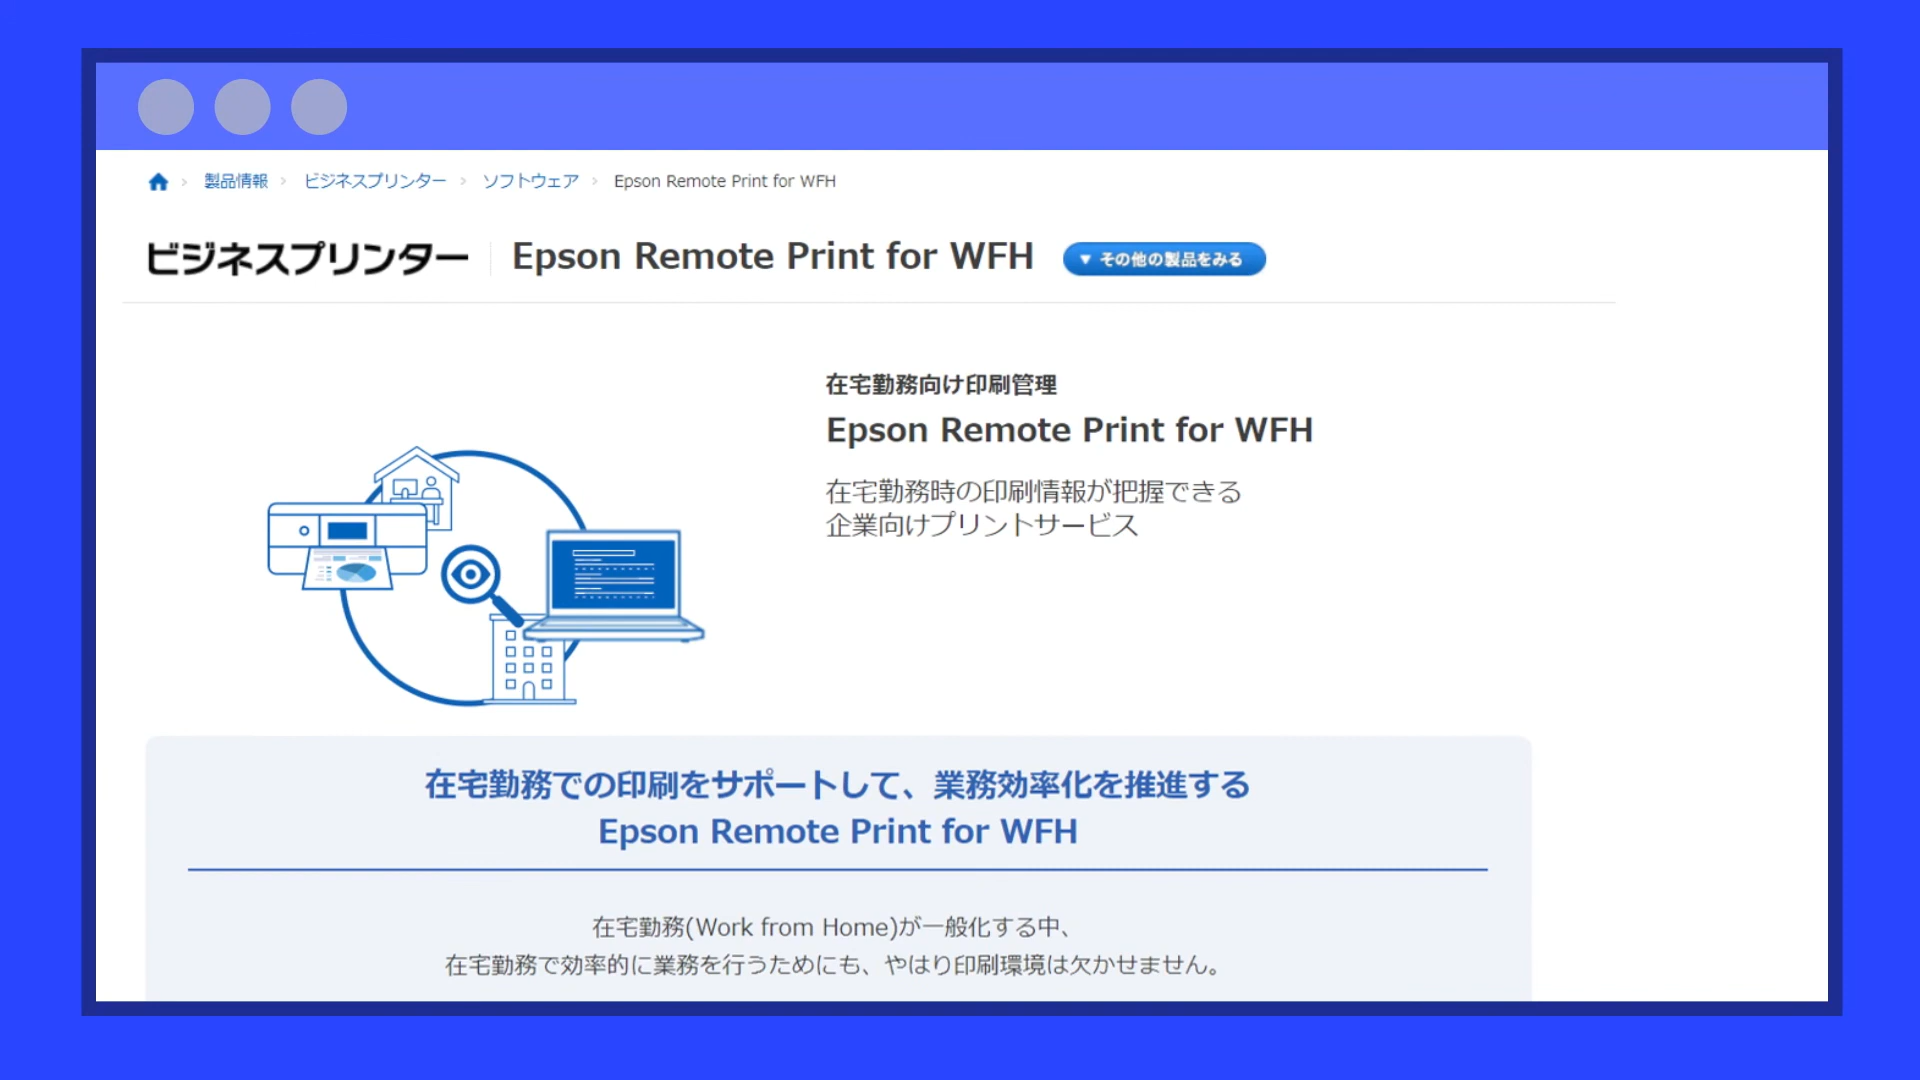 製品情報 › ビジネスプリンター › ソフトウェア › Epson Remote Print for WFH
ビジネスプリンター Epson Remote Print for WFH ▼ その他の製品をみる
在宅勤務向け印刷管理
Epson Remote Print for WFH
在宅勤務時の印刷情報が把握できる
企業向けプリントサービス
在宅勤務での印刷をサポートして、業務効率化を推進する
Epson Remote Print for WFH
在宅勤務(Work from Home)が一般化する中、
在宅勤務で効率的に業務を行うためにも、やはり印刷環境は欠かせません。